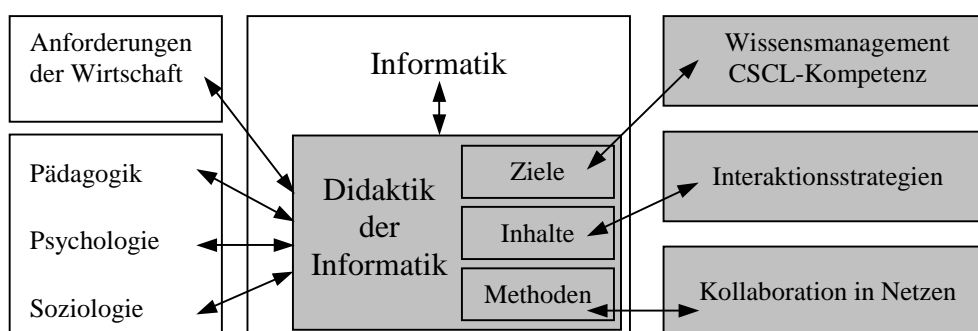 Anforderungen
der Wirtschaft
Pädagogik
Psychologie
Soziologie
Informatik
Didaktik
der
Informatik
Ziele
Inhalte
Methoden
Wissensmanagement
CSCL-Kompetenz
Interaktionsstrategien
Kollaboration in Netzen